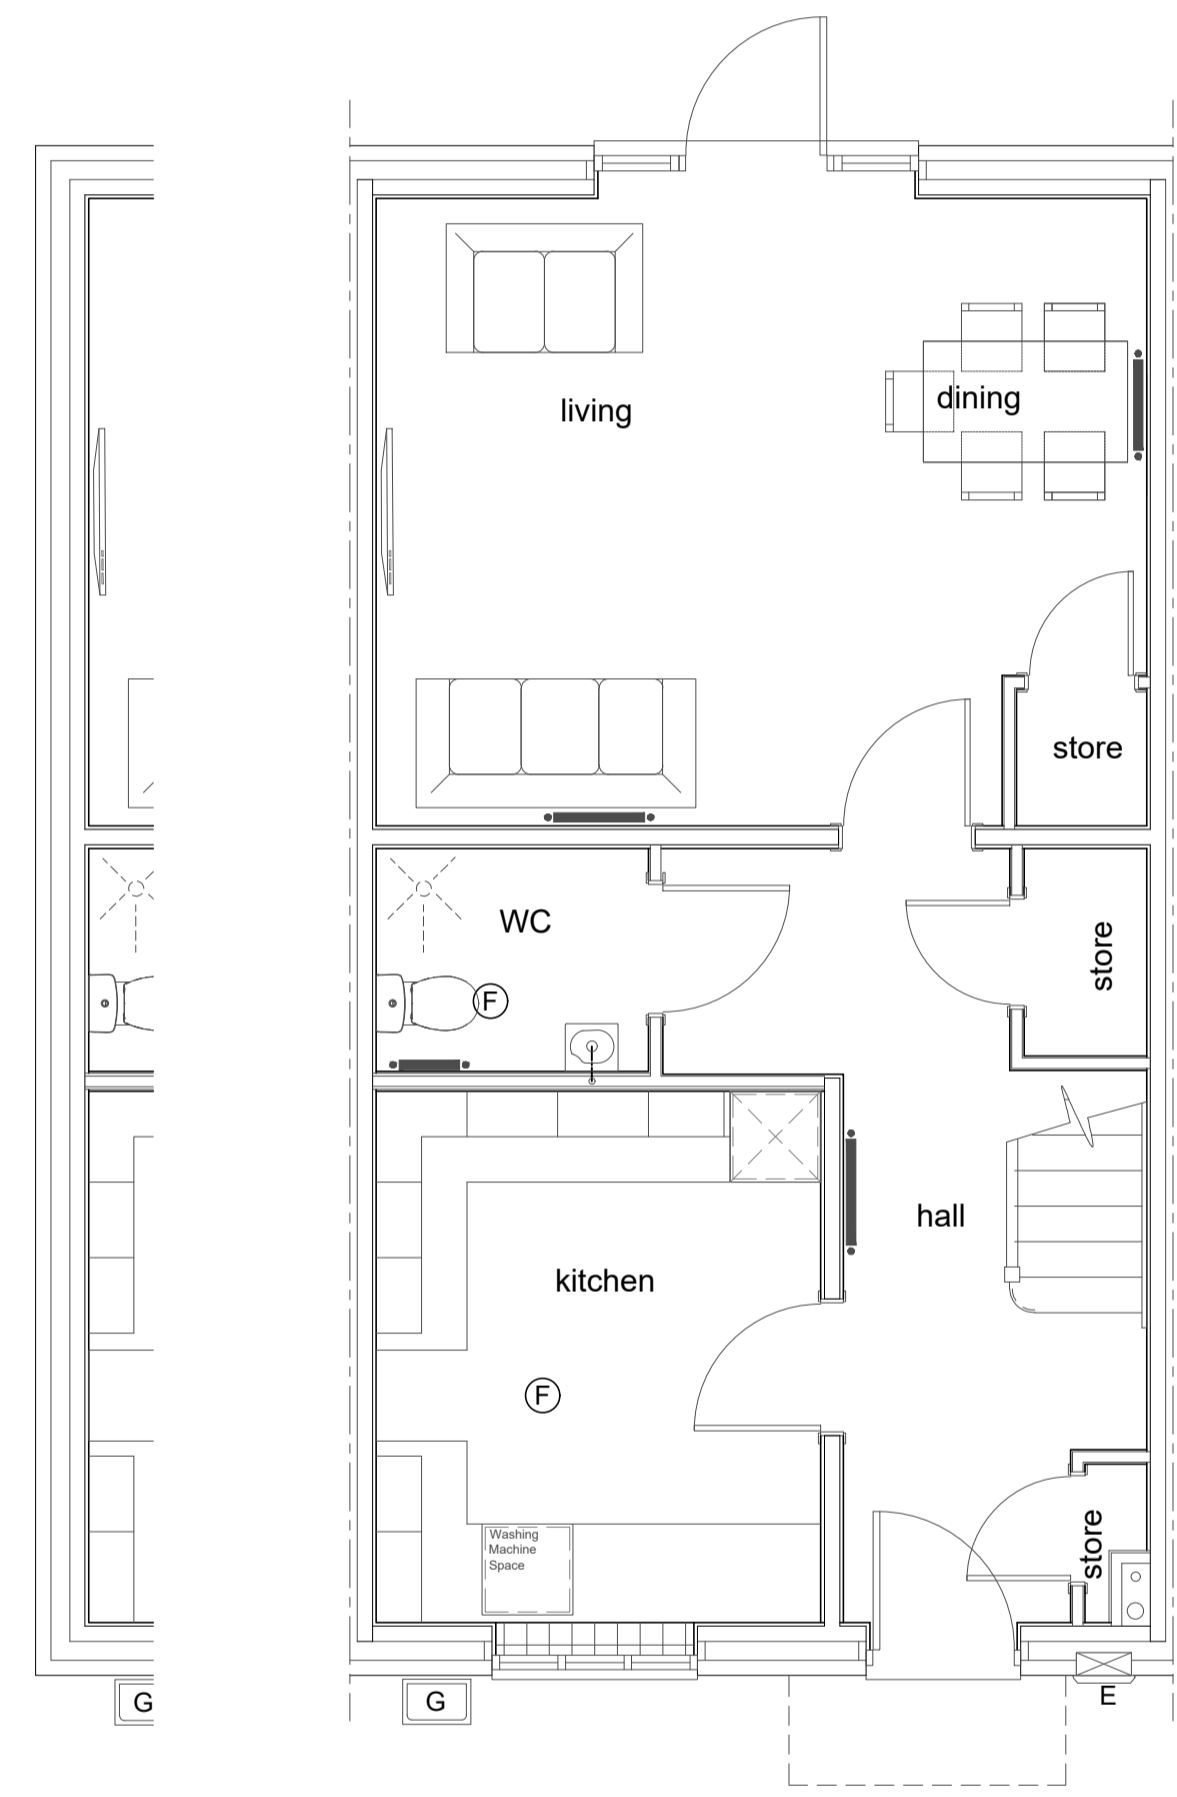 living
dining
store
WC
store
F
hall
kitchen
F
Washing
Machine
Space
store
G
G
E